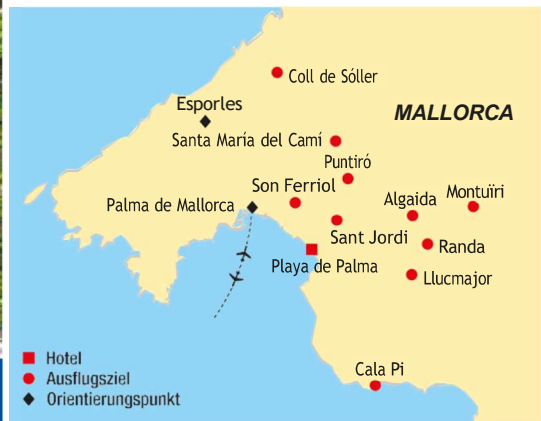 Coll de Sóller
Esporles
MALLORCA
Santa María del Camí
Puntiró
Son Ferriol
Montuïri
Algaida
Palma de Mallorca
Sant Jordi
Randa
Playa de Palma
Llucmajor
Cala Pi
Hotel
Ausflugsziel
Orientierungspunkt